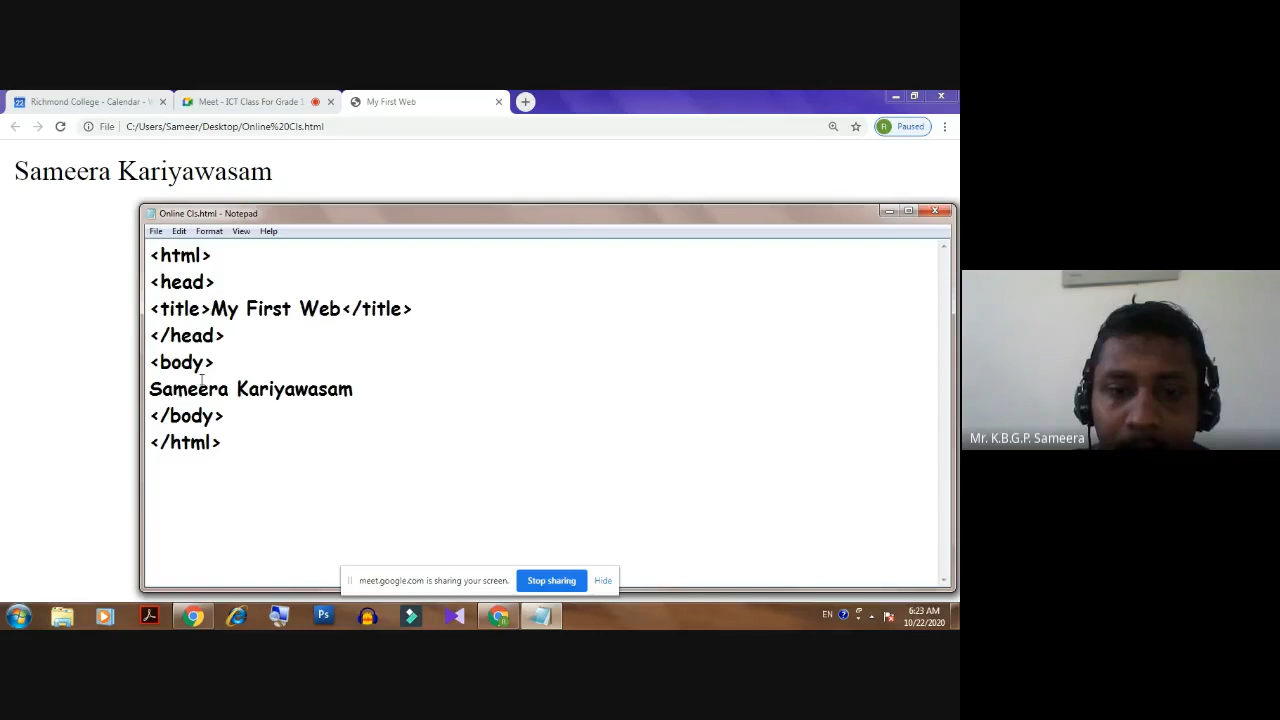 Richmond College - Calendar -
Meet - ICT Class For Grade 1
My First Web
File C:/Users/Sameer/Desktop/Online%20Cls.html
R Paused
Sameera Kariyawasam
Online Cls.html - Notepad
File Edit Format View Help
<html>
<head>
<title>My First Web</title>
</head>
<body>
Sameera Kariyawasam
</body>
</html>
Mr. K.B.G.P. Sameera
meet.google.com is sharing your screen. Stop sharing Hide
Ps
EN
6:23 AM
10/22/2020